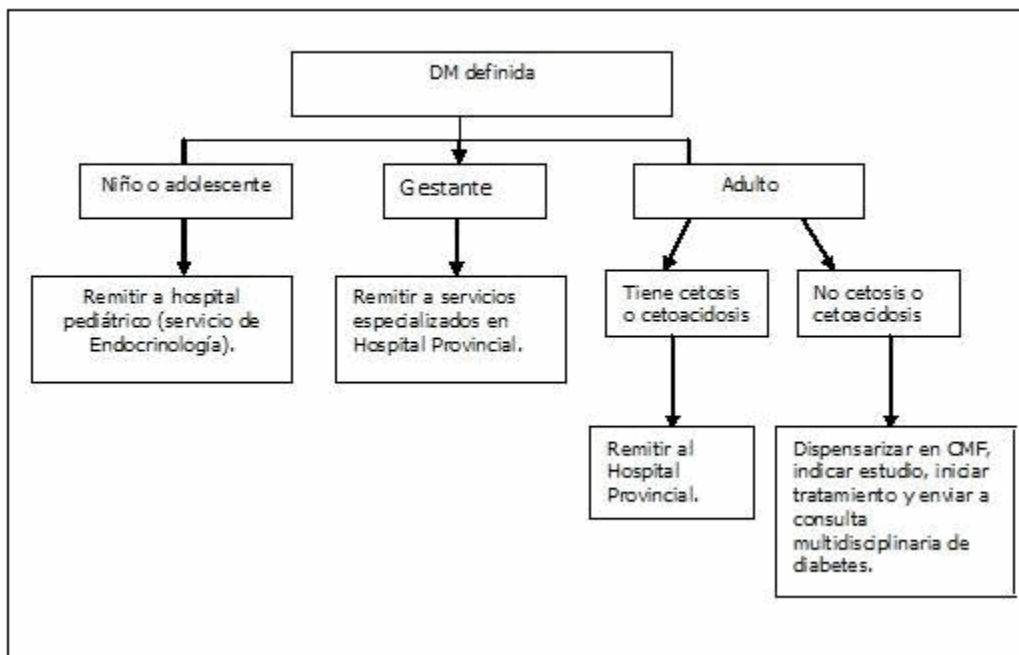 DM definida
Niño o adolescente
Gestante
Adulto
Remitir a hospital
pediátrico (servicio de
Endocrinología).
Remitir a servicios
especializados en
Hospital Provincial.
Tiene cetosis
o cetoacidosis
No cetosis o
cetoacidosis
Remitir al
Hospital
Provincial.
Dispensarizar en CMF,
indicar estudio, iniciar
tratamiento y enviar a
consulta
multidisciplinaria de
diabetes.